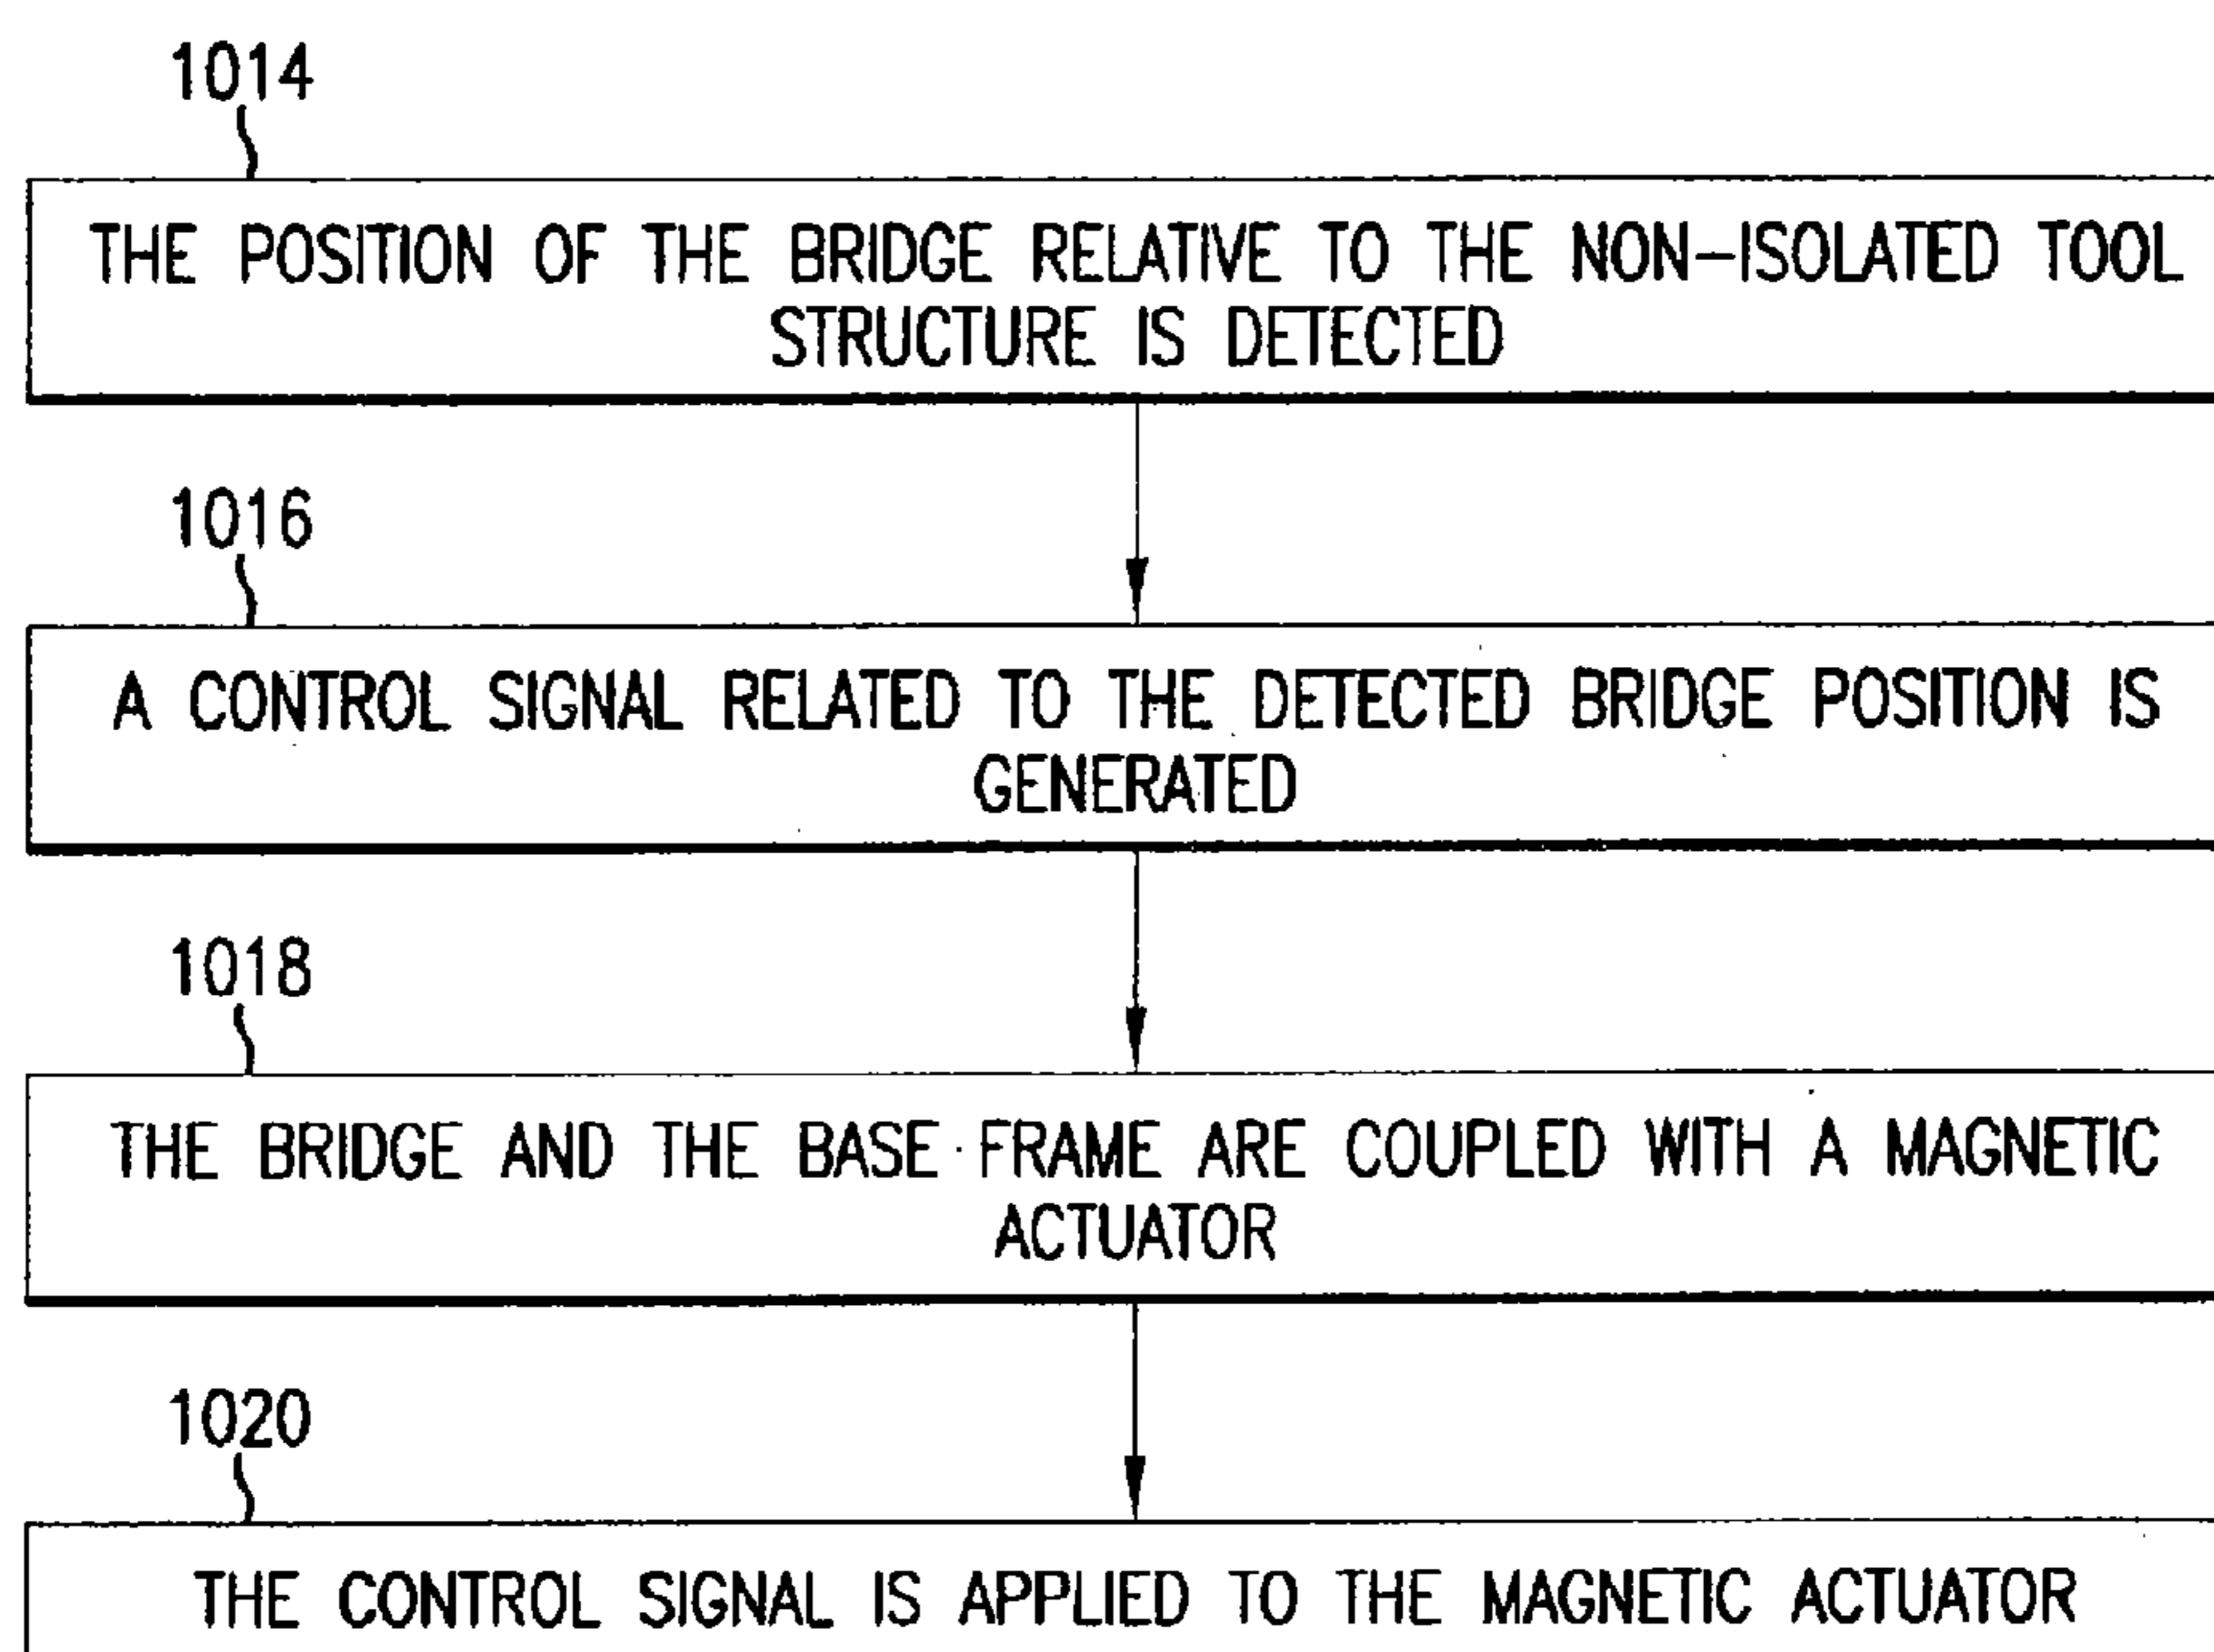 1014
THE POSITION OF THE BRIDGE RELATIVE TO THE NON-ISOLATED TOOL
STRUCTURE IS DETECTED
1016
A CONTROL SIGNAL RELATED TO THE DETECTED BRIDGE POSITION IS
GENERATED
1018
THE BRIDGE AND THE BASE FRAME ARE COUPLED WITH A MAGNETIC
ACTUATOR
1020
THE CONTROL SIGNAL IS APPLIED TO THE MAGNETIC ACTUATOR